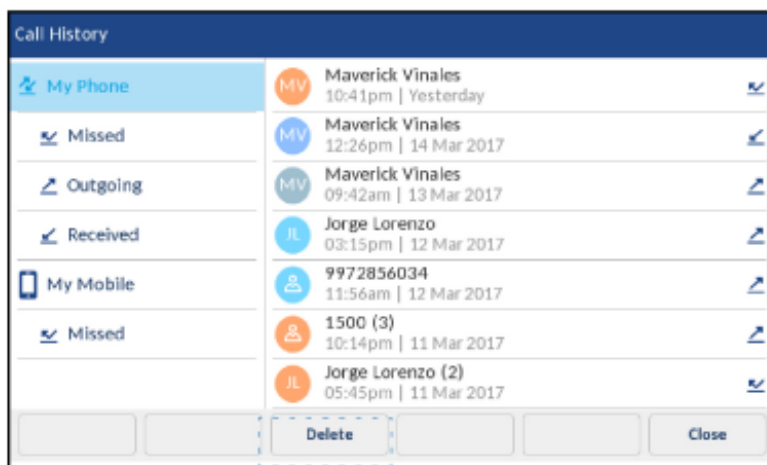 Call History
My Phone
Missed
Outgoing
Received
My Mobile
Missed
MV
Maverick Vinales
10:41pm | Yesterday
MV
Maverick Vinales
12:26pm | 14 Mar 2017
MV
Maverick Vinales
09:42am | 13 Mar 2017
JL
Jorge Lorenzo
03:15pm | 12 Mar 2017
9972856034
11:56am | 12 Mar 2017
1500 (3)
10:14pm | 11 Mar 2017
JL
Jorge Lorenzo (2)
05:45pm | 11 Mar 2017
Delete
Close